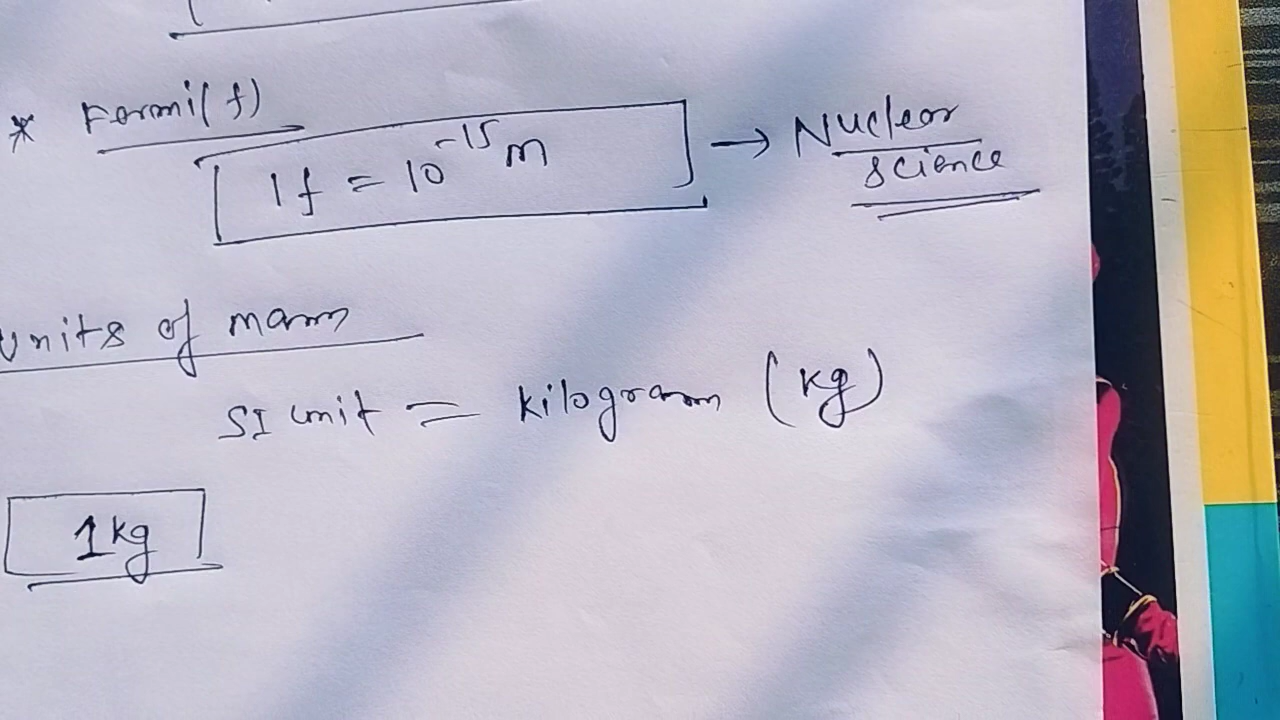 * Fermi(f)
1f = 10⁻¹⁵ m → Nuclear science
Units of mass
SI unit = kilogram (kg)
1kg